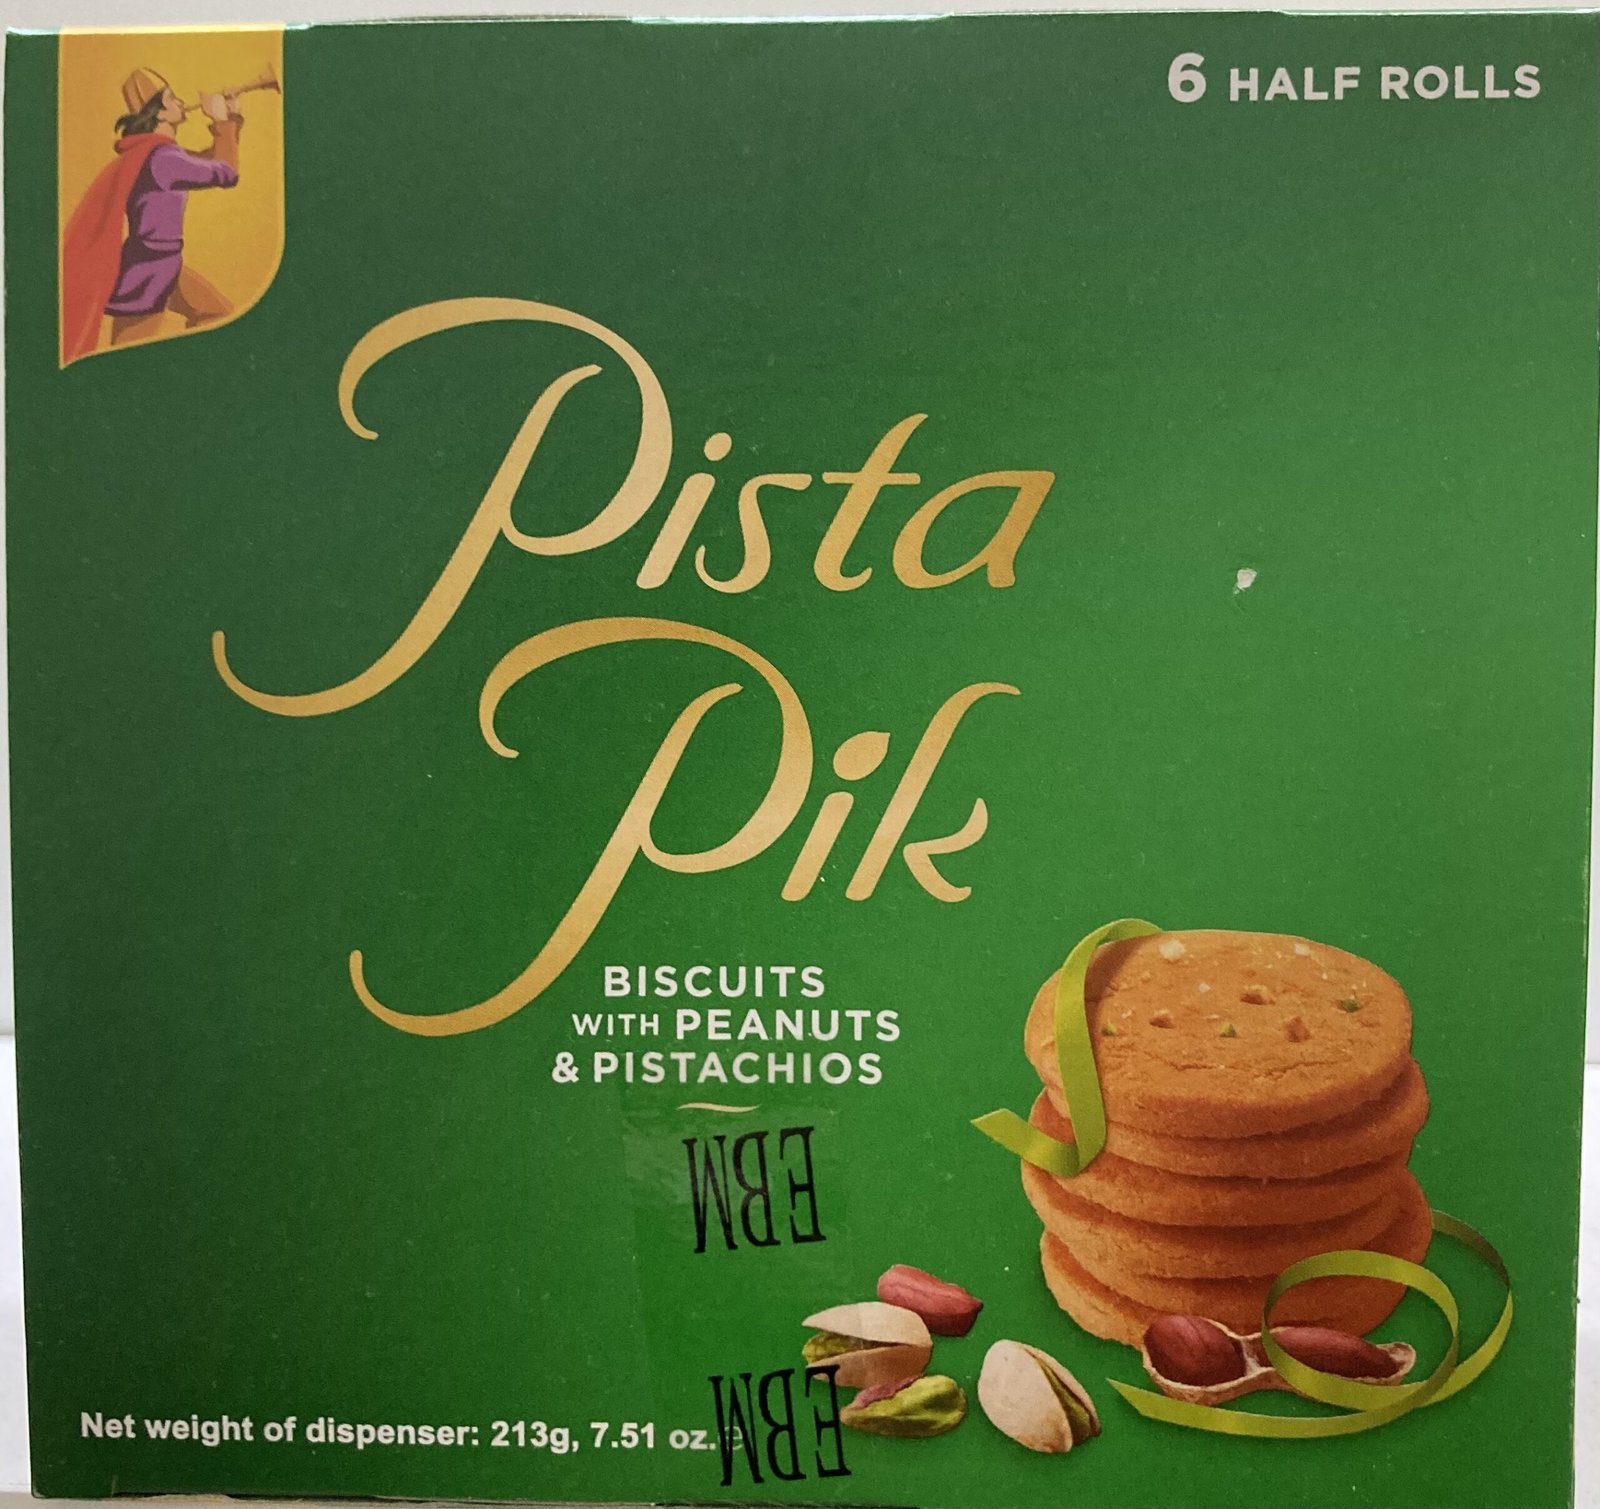 6 HALF ROLLS
Pista
Pik
BISCUITS
WITH PEANUTS
& PISTACHIOS
EBM
EBM
Net weight of dispenser: 213g, 7.51 oz. e